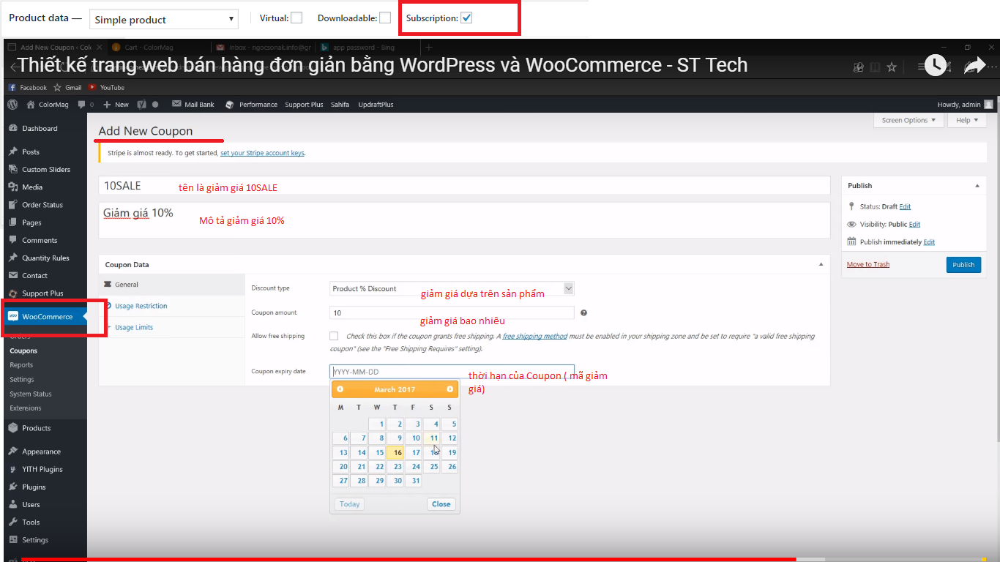 Product data —
Simple product
Virtual:
Downloadable:
Subscription:
Add New Coupon ‹ Col
Cart - ColorMag
Inbox - ngocsonak.info@gr
app password - Bing
Thiết kế trang web bán hàng đơn giản bằng WordPress và WooCommerce - ST Tech
Facebook
Gmail
YouTube
ColorMag
0
New
Mail Bank
Performance
Support Plus
Sahifa
UpdraftPlus
Howdy, admin
Screen Options
Help
Dashboard
Posts
Custom Sliders
Media
Order Status
Pages
Comments
Quantity Rules
Contact
Support Plus
WooCommerce
Orders
Coupons
Reports
Settings
System Status
Extensions
Products
Appearance
YITH Plugins
Plugins
Users
Tools
Settings
Add New Coupon
Stripe is almost ready. To get started, set your Stripe account keys.
10SALE
tên là giảm giá 10SALE
Giảm giá 10%
Mô tả giảm giá 10%
Coupon Data
General
Usage Restriction
Usage Limits
Discount type
Product % Discount
giảm giá dựa trên sản phẩm
Coupon amount
10
giảm giá bao nhiêu
Allow free shipping
Check this box if the coupon grants free shipping. A free shipping method must be enabled in your shipping zone and be set to require "a valid free shipping
coupon" (see the "Free Shipping Requires" setting).
Coupon expiry date
YYYY-MM-DD
thời hạn của Coupon ( mã giảm
giá)
March 2017
M T W T F S S
1 2 3 4 5
6 7 8 9 10 11 12
13 14 15 16 17 18 19
20 21 22 23 24 25 26
27 28 29 30 31
Today
Close
Publish
Status: Draft Edit
Visibility: Public Edit
Publish immediately Edit
Move to Trash
Publish